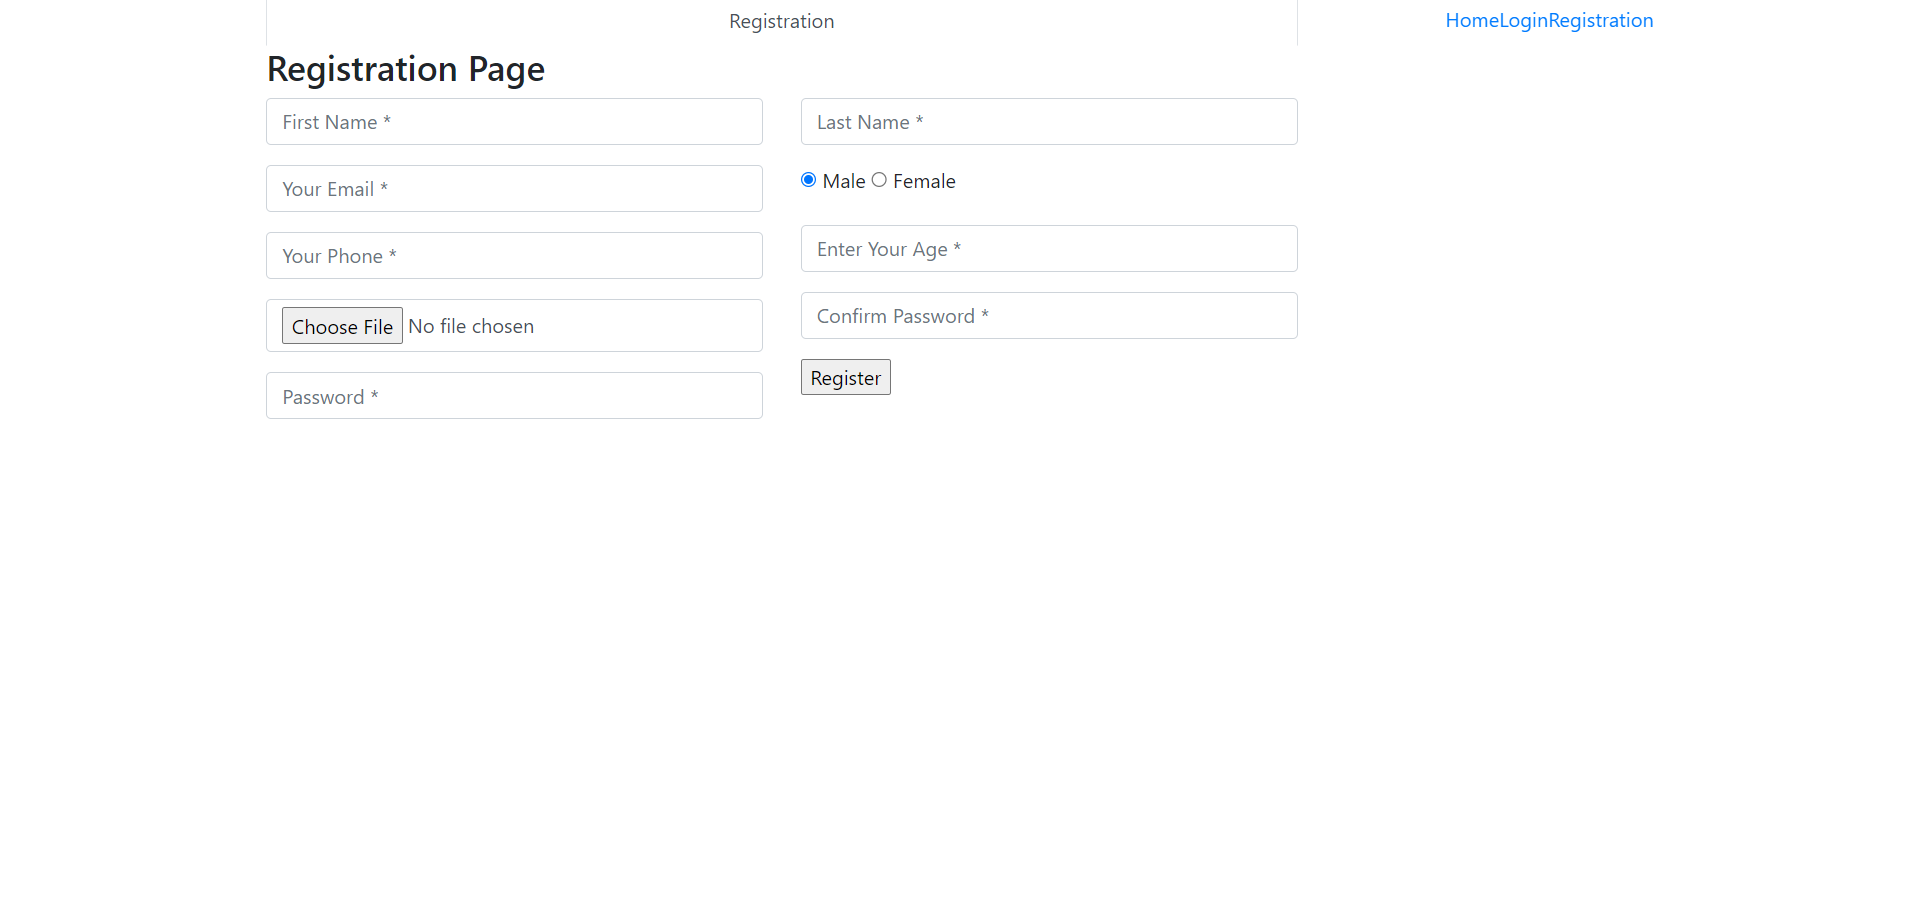 Registration
HomeLoginRegistration
Registration Page
First Name *
Last Name *
Your Email *
Male Female
Your Phone *
Enter Your Age *
Choose File No file chosen
Confirm Password *
Register
Password *